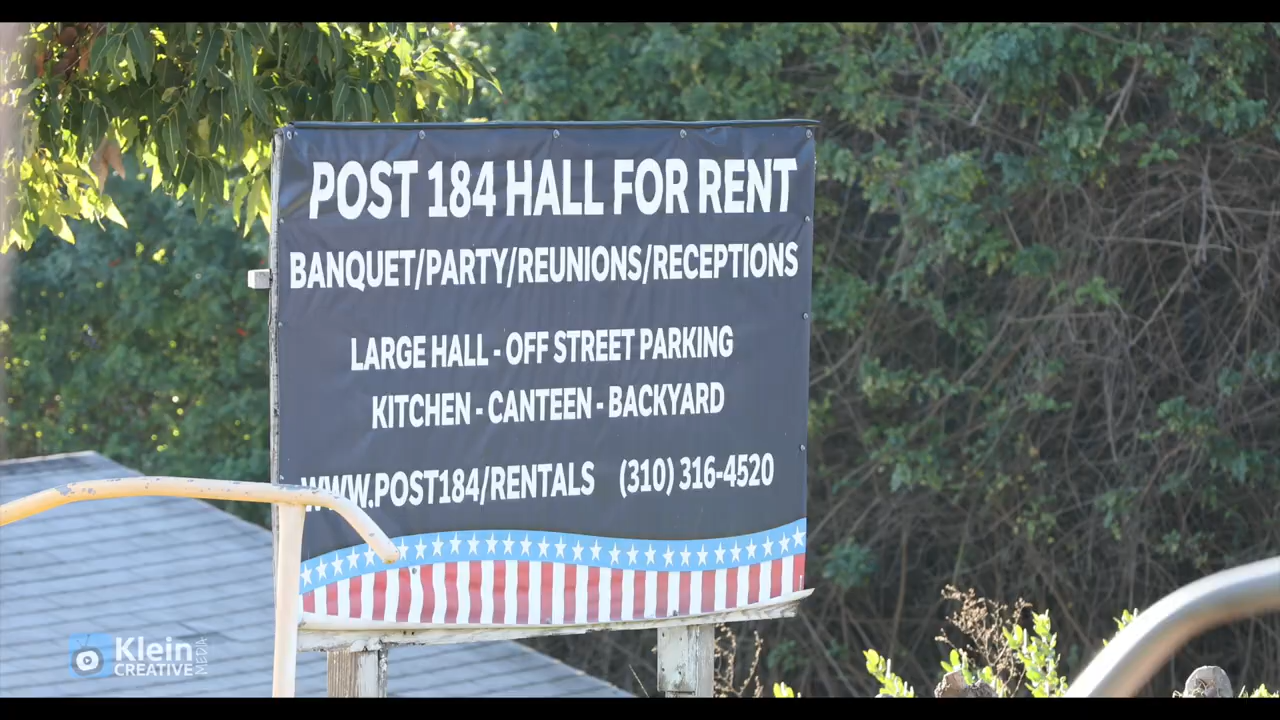 POST 184 HALL FOR RENT
BANQUET/PARTY/REUNIONS/RECEPTIONS
LARGE HALL - OFF STREET PARKING
KITCHEN - CANTEEN - BACKYARD
WWW.POST184/RENTALS (310) 316-4520
Klein
CREATIVE
MEDIA